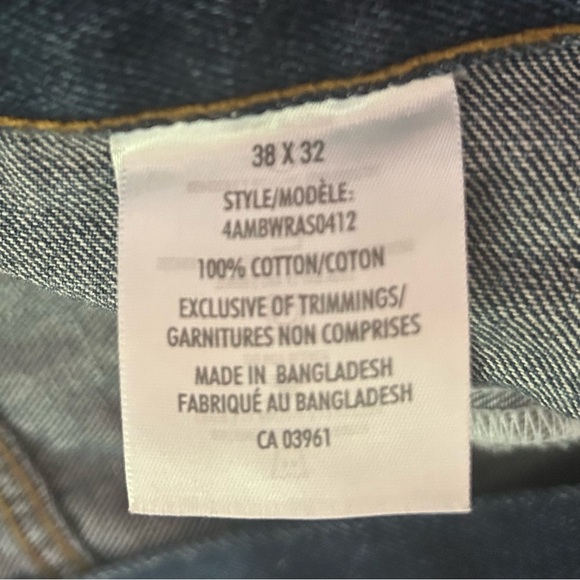 38 X 32
STYLE/MODÈLE:
4AMBWRAS0412
100% COTTON/COTON
EXCLUSIVE OF TRIMMINGS/
GARNITURES NON COMPRISES
MADE IN BANGLADESH
FABRIQUÉ AU BANGLADESH
CA 03961